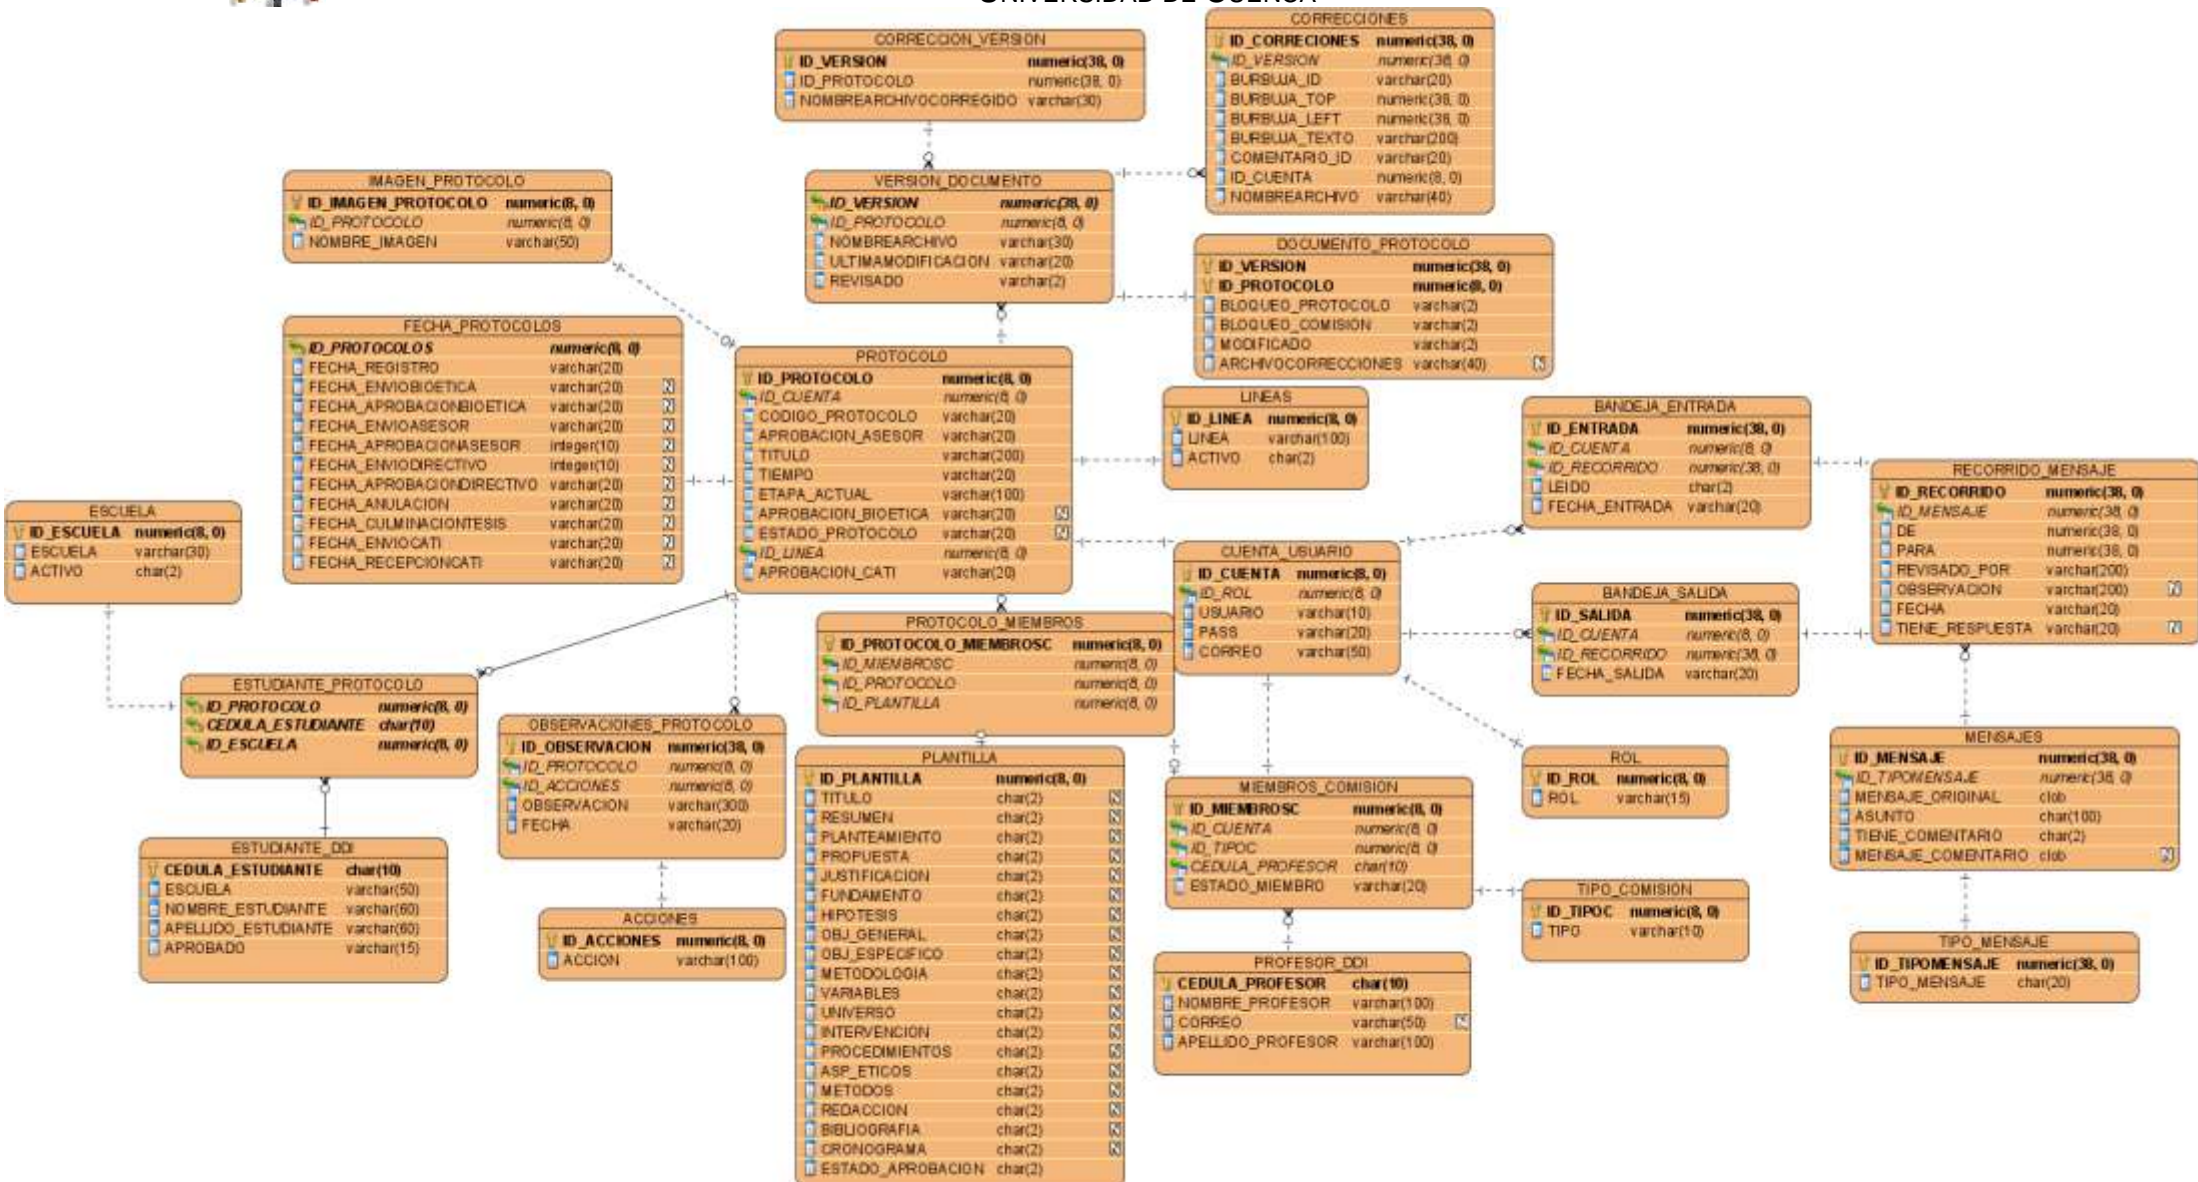 UNIVERSIDAD DE CUENCA
CORRECCION_VERSION
ID_VERSION numeric(38, 0)
ID_PROTOCOLO numeric(38, 0)
NOMBREARCHIVOCORREGIDO varchar(30)
CORRECCIONES
ID_CORRECIONES numeric(38, 0)
ID_VERSION numeric(38, 0)
BURBUJA_ID varchar(20)
BURBUJA_TOP numeric(38, 0)
BURBUJA_LEFT numeric(38, 0)
BURBUJA_TEXTO varchar(200)
COMENTARIO_ID varchar(20)
ID_CUENTA numeric(8, 0)
NOMBREARCHIVO varchar(40)
IMAGEN_PROTOCOLO
ID_IMAGEN_PROTOCOLO numeric(8, 0)
ID_PROTOCOLO numeric(8, 0)
NOMBRE_IMAGEN varchar(50)
VERSION_DOCUMENTO
ID_VERSION numeric(38, 0)
ID_PROTOCOLO numeric(8, 0)
NOMBREARCHIVO varchar(30)
ULTIMAMODIFICACION varchar(20)
REVISADO varchar(2)
DOCUMENTO_PROTOCOLO
ID_VERSION numeric(38, 0)
ID_PROTOCOLO numeric(8, 0)
BLOQUEO_PROTOCOLO varchar(2)
BLOQUEO_COMISION varchar(2)
MODIFICADO varchar(2)
ARCHIVOCORRECCIONES varchar(40) N
FECHA_PROTOCOLOS
ID_PROTOCOLOS numeric(8, 0)
FECHA_REGISTRO varchar(20)
FECHA_ENVIOBIOETICA varchar(20) N
FECHA_APROBACIONBIOETICA varchar(20) N
FECHA_ENVIOASESOR varchar(20) N
FECHA_APROBACIONASESOR integer(10) N
FECHA_ENVIODIRECTIVO integer(10) N
FECHA_APROBACIONDIRECTIVO varchar(20) N
FECHA_ANULACION varchar(20) N
FECHA_CULMINACIONTESIS varchar(20) N
FECHA_ENVIOCATI varchar(20) N
FECHA_RECEPCIONCATI varchar(20) N
PROTOCOLO
ID_PROTOCOLO numeric(8, 0)
ID_CUENTA numeric(8, 0)
CODIGO_PROTOCOLO varchar(20)
APROBACION_ASESOR varchar(20)
TITULO varchar(200)
TIEMPO varchar(20)
ETAPA_ACTUAL varchar(100)
APROBACION_BIOETICA varchar(20) N
ESTADO_PROTOCOLO varchar(20) N
ID_LINEA numeric(8, 0)
APROBACION_CATI varchar(20)
LINEAS
ID_LINEA numeric(8, 0)
LINEA varchar(100)
ACTIVO char(2)
BANDEJA_ENTRADA
ID_ENTRADA numeric(38, 0)
ID_CUENTA numeric(8, 0)
ID_RECORRIDO numeric(38, 0)
LEIDO char(2)
FECHA_ENTRADA varchar(20)
RECORRIDO_MENSAJE
ID_RECORRIDO numeric(38, 0)
ID_MENSAJE numeric(38, 0)
DE numeric(38, 0)
PARA numeric(38, 0)
REVISADO_POR varchar(200)
OBSERVACION varchar(200) N
FECHA varchar(20)
TIENE_RESPUESTA varchar(20) N
ESCUELA
ID_ESCUELA numeric(8, 0)
ESCUELA varchar(30)
ACTIVO char(2)
CUENTA_USUARIO
ID_CUENTA numeric(8, 0)
ID_ROL numeric(8, 0)
USUARIO varchar(10)
PASS varchar(20)
CORREO varchar(50)
BANDEJA_SALIDA
ID_SALIDA numeric(38, 0)
ID_CUENTA numeric(8, 0)
ID_RECORRIDO numeric(38, 0)
FECHA_SALIDA varchar(20)
PROTOCOLO_MIEMBROS
ID_PROTOCOLO_MIEMBROSC numeric(8, 0)
ID_MIEMBROSC numeric(8, 0)
ID_PROTOCOLO numeric(8, 0)
ID_PLANTILLA numeric(8, 0)
ESTUDIANTE_PROTOCOLO
ID_PROTOCOLO numeric(8, 0)
CEDULA_ESTUDIANTE char(10)
ID_ESCUELA numeric(8, 0)
OBSERVACIONES_PROTOCOLO
ID_OBSERVACION numeric(38, 0)
ID_PROTOCOLO numeric(8, 0)
ID_ACCIONES numeric(8, 0)
OBSERVACION varchar(300)
FECHA varchar(20)
PLANTILLA
ID_PLANTILLA numeric(8, 0)
TITULO char(2) N
RESUMEN char(2) N
PLANTEAMIENTO char(2) N
PROPUESTA char(2) N
JUSTIFICACION char(2) N
FUNDAMENTO char(2) N
HIPOTESIS char(2) N
OBJ_GENERAL char(2) N
OBJ_ESPECIFICO char(2) N
METODOLOGIA char(2) N
VARIABLES char(2) N
UNIVERSO char(2) N
INTERVENCION char(2) N
PROCEDIMIENTOS char(2) N
ASP_ETICOS char(2) N
METODOS char(2) N
REDACCION char(2) N
BIBLIOGRAFIA char(2) N
CRONOGRAMA char(2) N
ESTADO_APROBACION char(2)
ROL
ID_ROL numeric(8, 0)
ROL varchar(15)
MENSAJES
ID_MENSAJE numeric(38, 0)
ID_TIPOMENSAJE numeric(38, 0)
MENSAJE_ORIGINAL clob
ASUNTO char(100)
TIENE_COMENTARIO char(2)
MENSAJE_COMENTARIO clob N
MIEMBROS_COMISION
ID_MIEMBROSC numeric(8, 0)
ID_CUENTA numeric(8, 0)
ID_TIPOC numeric(8, 0)
CEDULA_PROFESOR char(10)
ESTADO_MIEMBRO varchar(20)
ESTUDIANTE_DDI
CEDULA_ESTUDIANTE char(10)
ESCUELA varchar(50)
NOMBRE_ESTUDIANTE varchar(60)
APELLIDO_ESTUDIANTE varchar(60)
APROBADO varchar(15)
ACCIONES
ID_ACCIONES numeric(8, 0)
ACCION varchar(100)
TIPO_COMISION
ID_TIPOC numeric(8, 0)
TIPO varchar(10)
PROFESOR_DDI
CEDULA_PROFESOR char(10)
NOMBRE_PROFESOR varchar(100)
CORREO varchar(50) N
APELLIDO_PROFESOR varchar(100)
TIPO_MENSAJE
ID_TIPOMENSAJE numeric(38, 0)
TIPO_MENSAJE char(20)